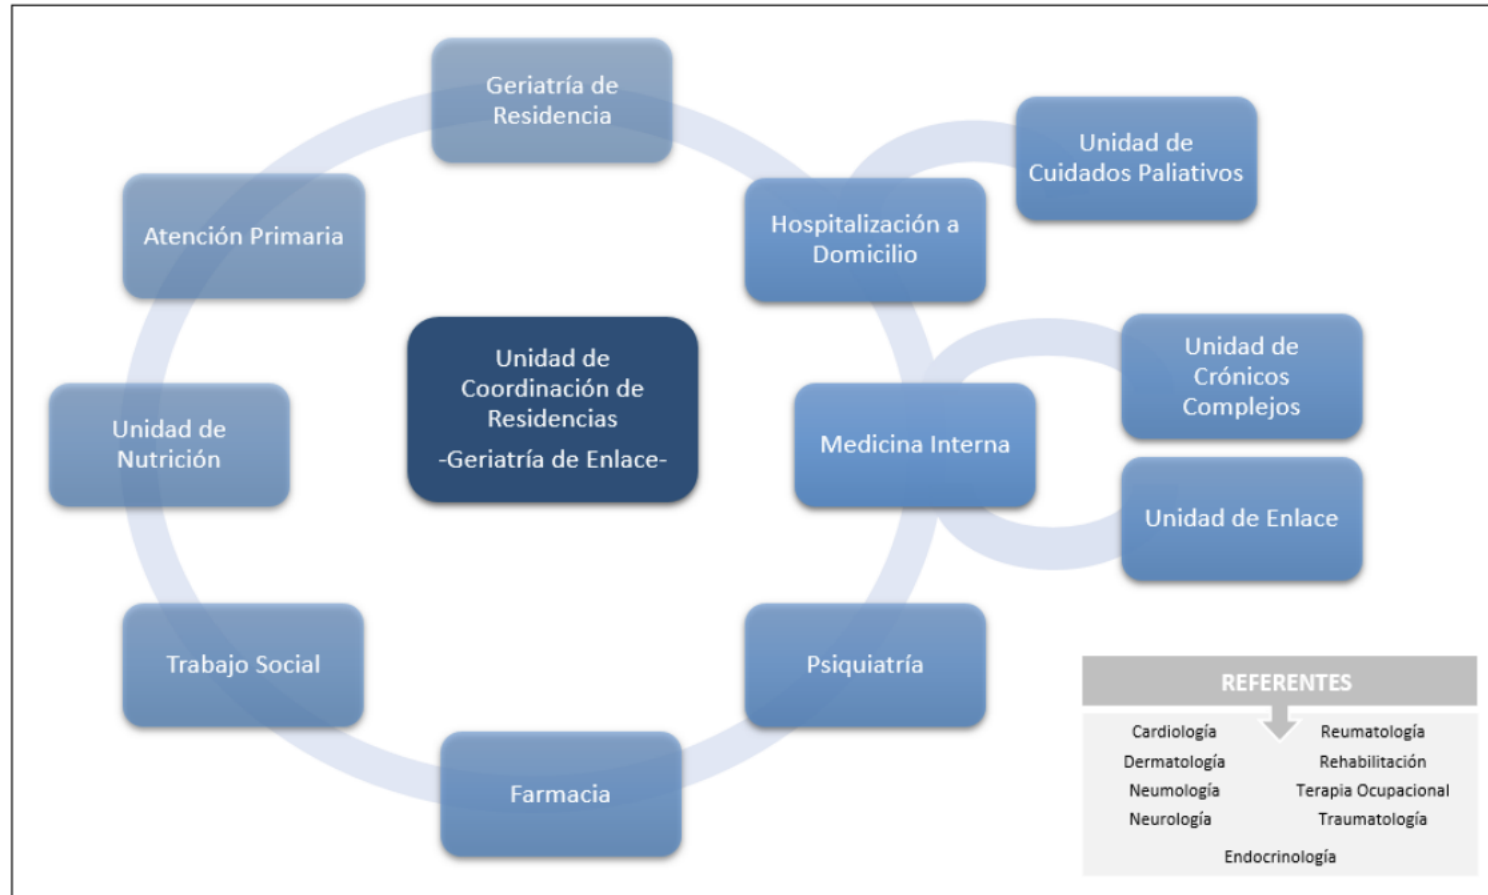 Geriatría de
Residencia
Unidad de
Cuidados Paliativos
Hospitalización a
Domicilio
Atención Primaria
Unidad de
Coordinación de
Residencias
-Geriatría de Enlace-
Unidad de
Crónicos
Complejos
Unidad de
Nutrición
Medicina Interna
Unidad de Enlace
Trabajo Social
Psiquiatría
Farmacia
REFERENTES
Cardiología
Reumatología
Dermatología
Rehabilitación
Neumología
Terapia Ocupacional
Neurología
Traumatología
Endocrinología